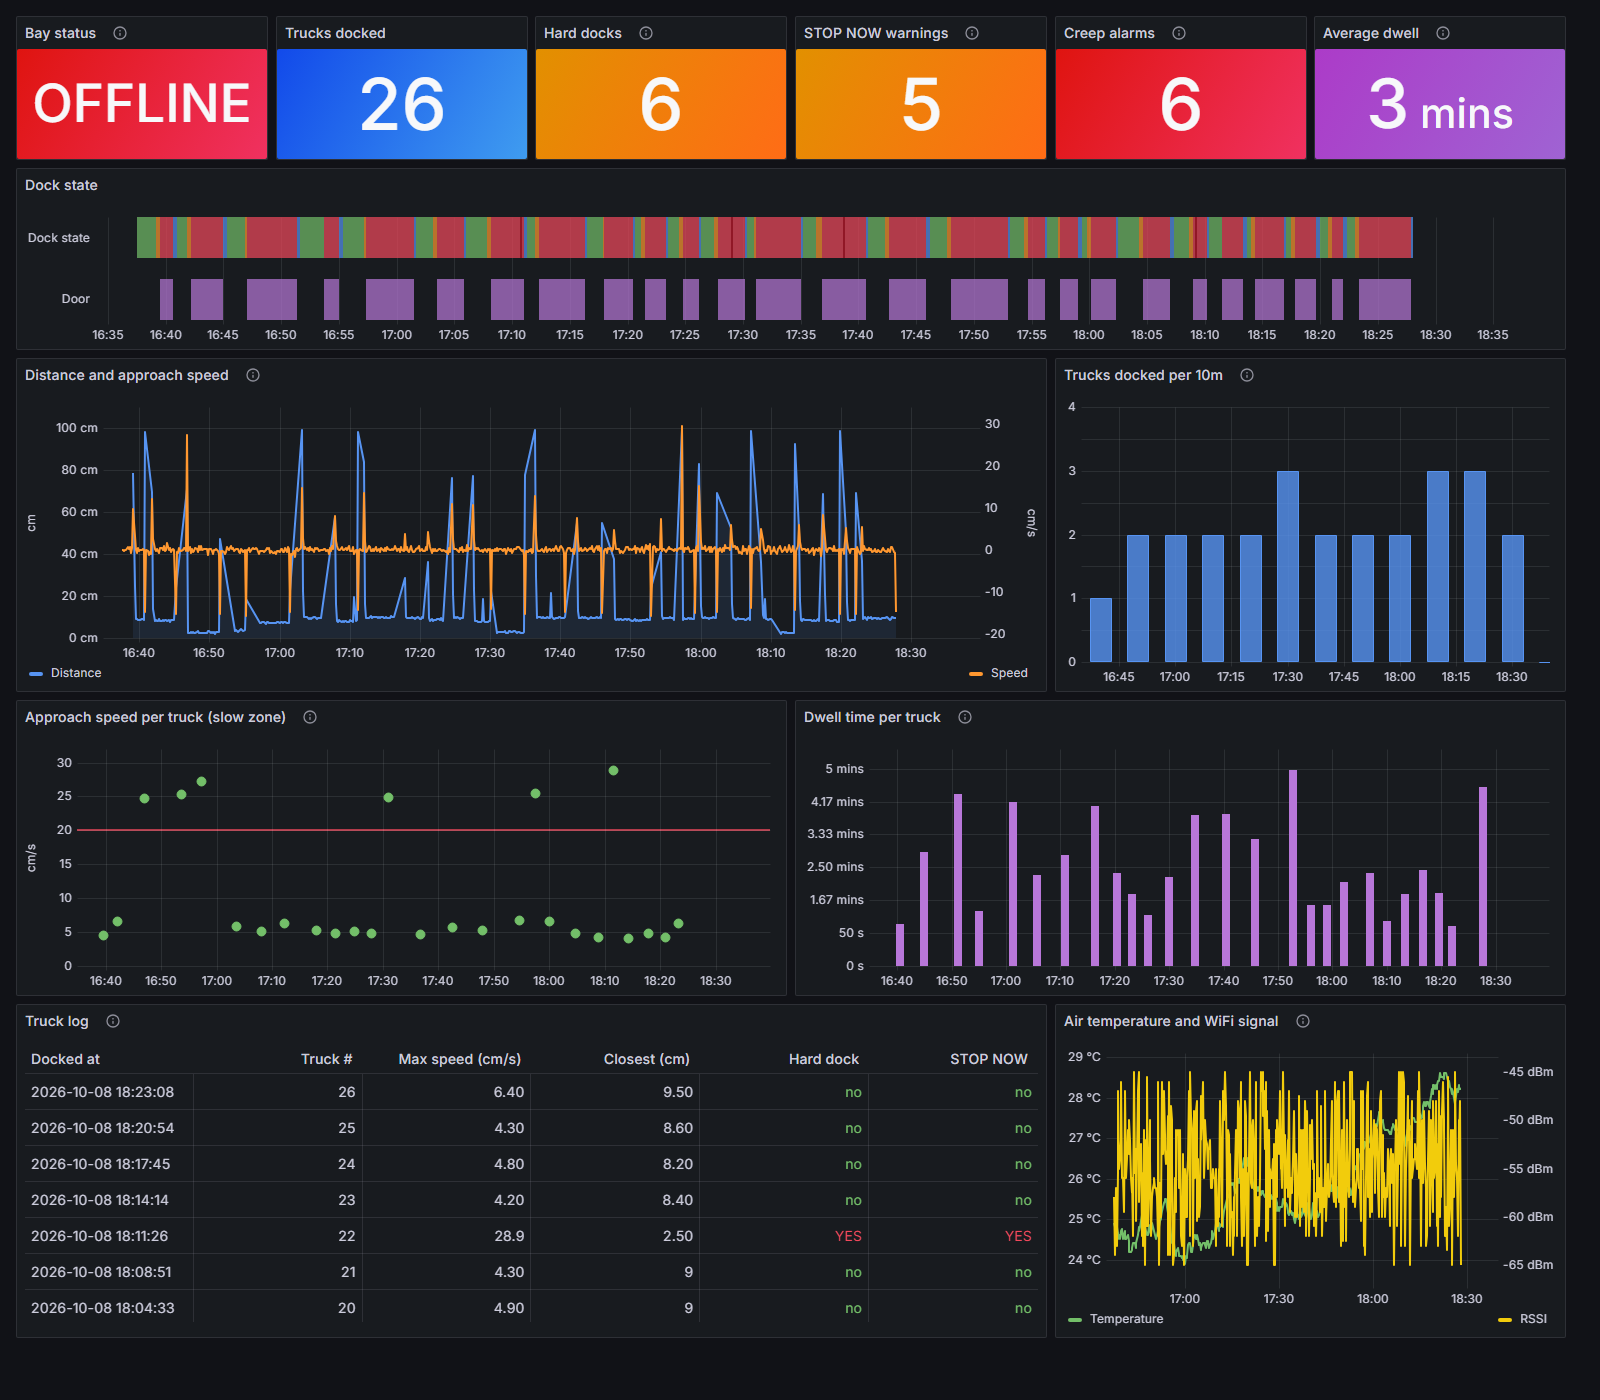 Bay status
Trucks docked
Hard docks
STOP NOW warnings
Creep alarms
Average dwell
OFFLINE
26
6
5
6
3 mins
Dock state
Dock state
Door
16:35 16:40 16:45 16:50 16:55 17:00 17:05 17:10 17:15 17:20 17:25 17:30 17:35 17:40 17:45 17:50 17:55 18:00 18:05 18:10 18:15 18:20 18:25 18:30 18:35
Distance and approach speed
100 cm
80 cm
60 cm
40 cm
20 cm
0 cm
cm
30
20
10
0
-10
-20
cm/s
16:40 16:50 17:00 17:10 17:20 17:30 17:40 17:50 18:00 18:10 18:20 18:30
Distance
Speed
Trucks docked per 10m
4
3
2
1
0
16:45 17:00 17:15 17:30 17:45 18:00 18:15 18:30
Approach speed per truck (slow zone)
30
25
20
15
10
5
0
cm/s
16:40 16:50 17:00 17:10 17:20 17:30 17:40 17:50 18:00 18:10 18:20 18:30
Dwell time per truck
5 mins
4.17 mins
3.33 mins
2.50 mins
1.67 mins
50 s
0 s
16:40 16:50 17:00 17:10 17:20 17:30 17:40 17:50 18:00 18:10 18:20 18:30
Truck log
Docked at Truck # Max speed (cm/s) Closest (cm) Hard dock STOP NOW
2026-10-08 18:23:08 26 6.40 9.50 no no
2026-10-08 18:20:54 25 4.30 8.60 no no
2026-10-08 18:17:45 24 4.80 8.20 no no
2026-10-08 18:14:14 23 4.20 8.40 no no
2026-10-08 18:11:26 22 28.9 2.50 YES YES
2026-10-08 18:08:51 21 4.30 9 no no
2026-10-08 18:04:33 20 4.90 9 no no
Air temperature and WiFi signal
29 °C
28 °C
27 °C
26 °C
25 °C
24 °C
-45 dBm
-50 dBm
-55 dBm
-60 dBm
-65 dBm
17:00 17:30 18:00 18:30
Temperature
RSSI